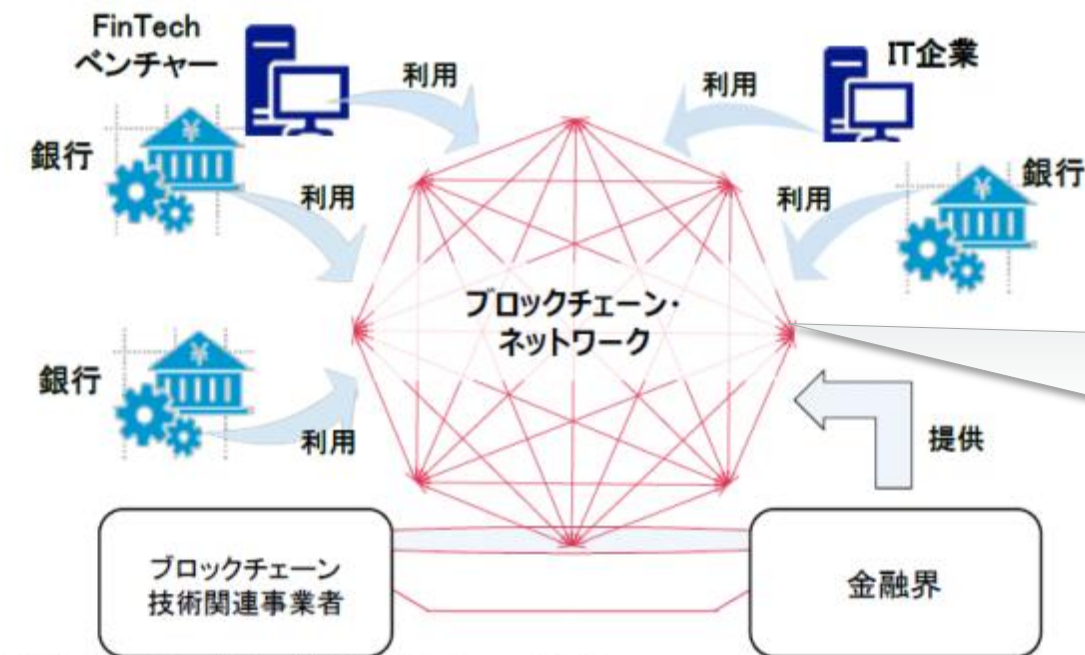 FinTech
ベンチャー
利用
利用
IT企業
銀行
利用
利用
銀行
ブロックチェーン・
ネットワーク
銀行
利用
提供
ブロックチェーン
技術関連事業者
金融界